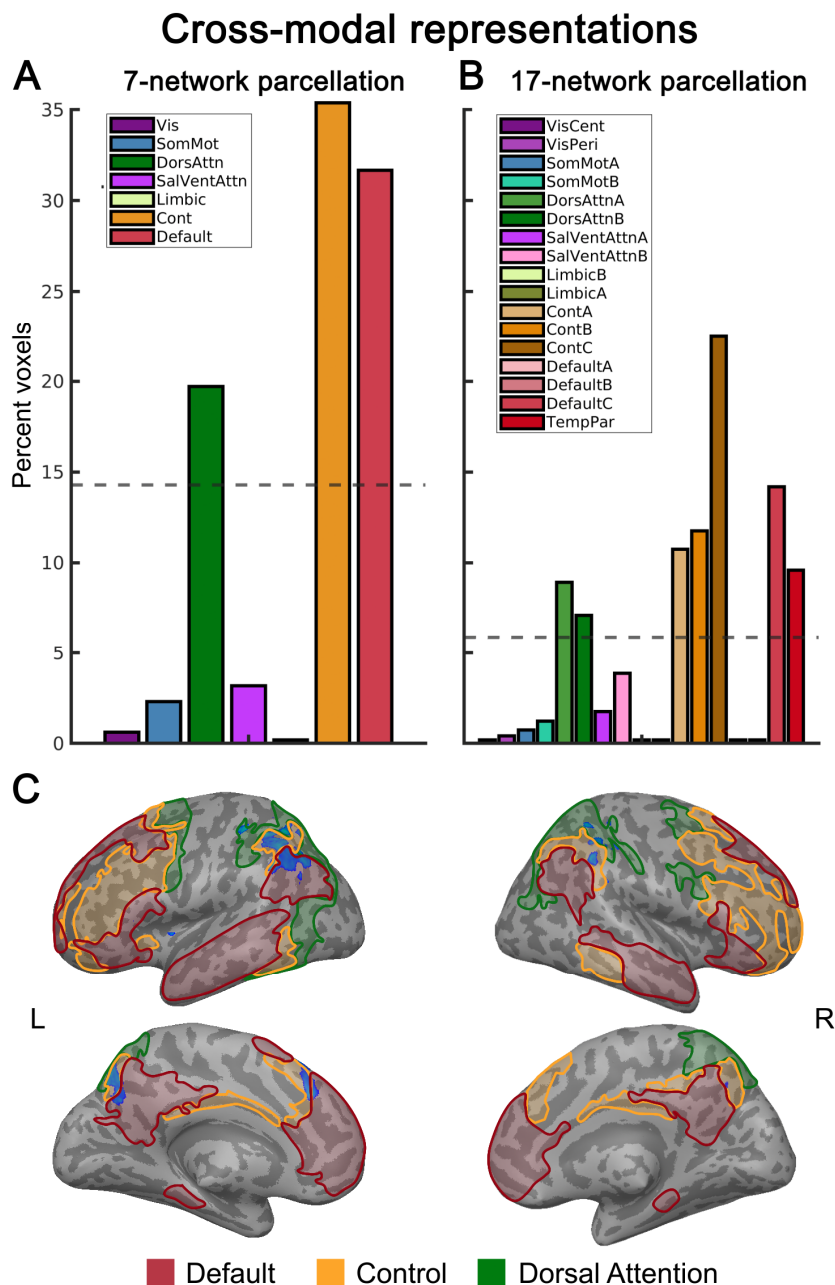 Cross-modal representations
A
7-network parcellation
B
17-network parcellation
Percent voxels
35
30
25
20
15
10
5
0
Vis
SomMot
DorsAttn
SalVentAttn
Limbic
Cont
Default
VisCent
VisPeri
SomMotA
SomMotB
DorsAttnA
DorsAttnB
SalVentAttnA
SalVentAttnB
LimbicB
LimbicA
ContA
ContB
ContC
DefaultA
DefaultB
DefaultC
TempPar
C
L
R
Default
Control
Dorsal Attention